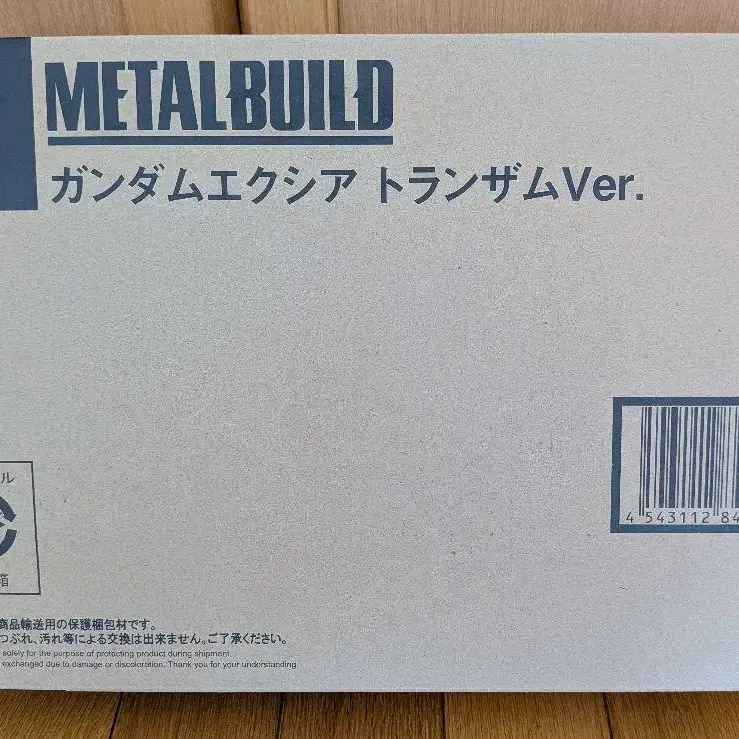 METAL BUILD
ガンダムエクシア トランザムVer.
ル
箱
4 543112 84
商品輸送用の保護梱包材です。
つぶれ、汚れ等による交換は出来ません。ご了承ください。
solely for the purpose of protecting product during shipment.
exchanged due to damage or discoloration. Thank you for your understanding.